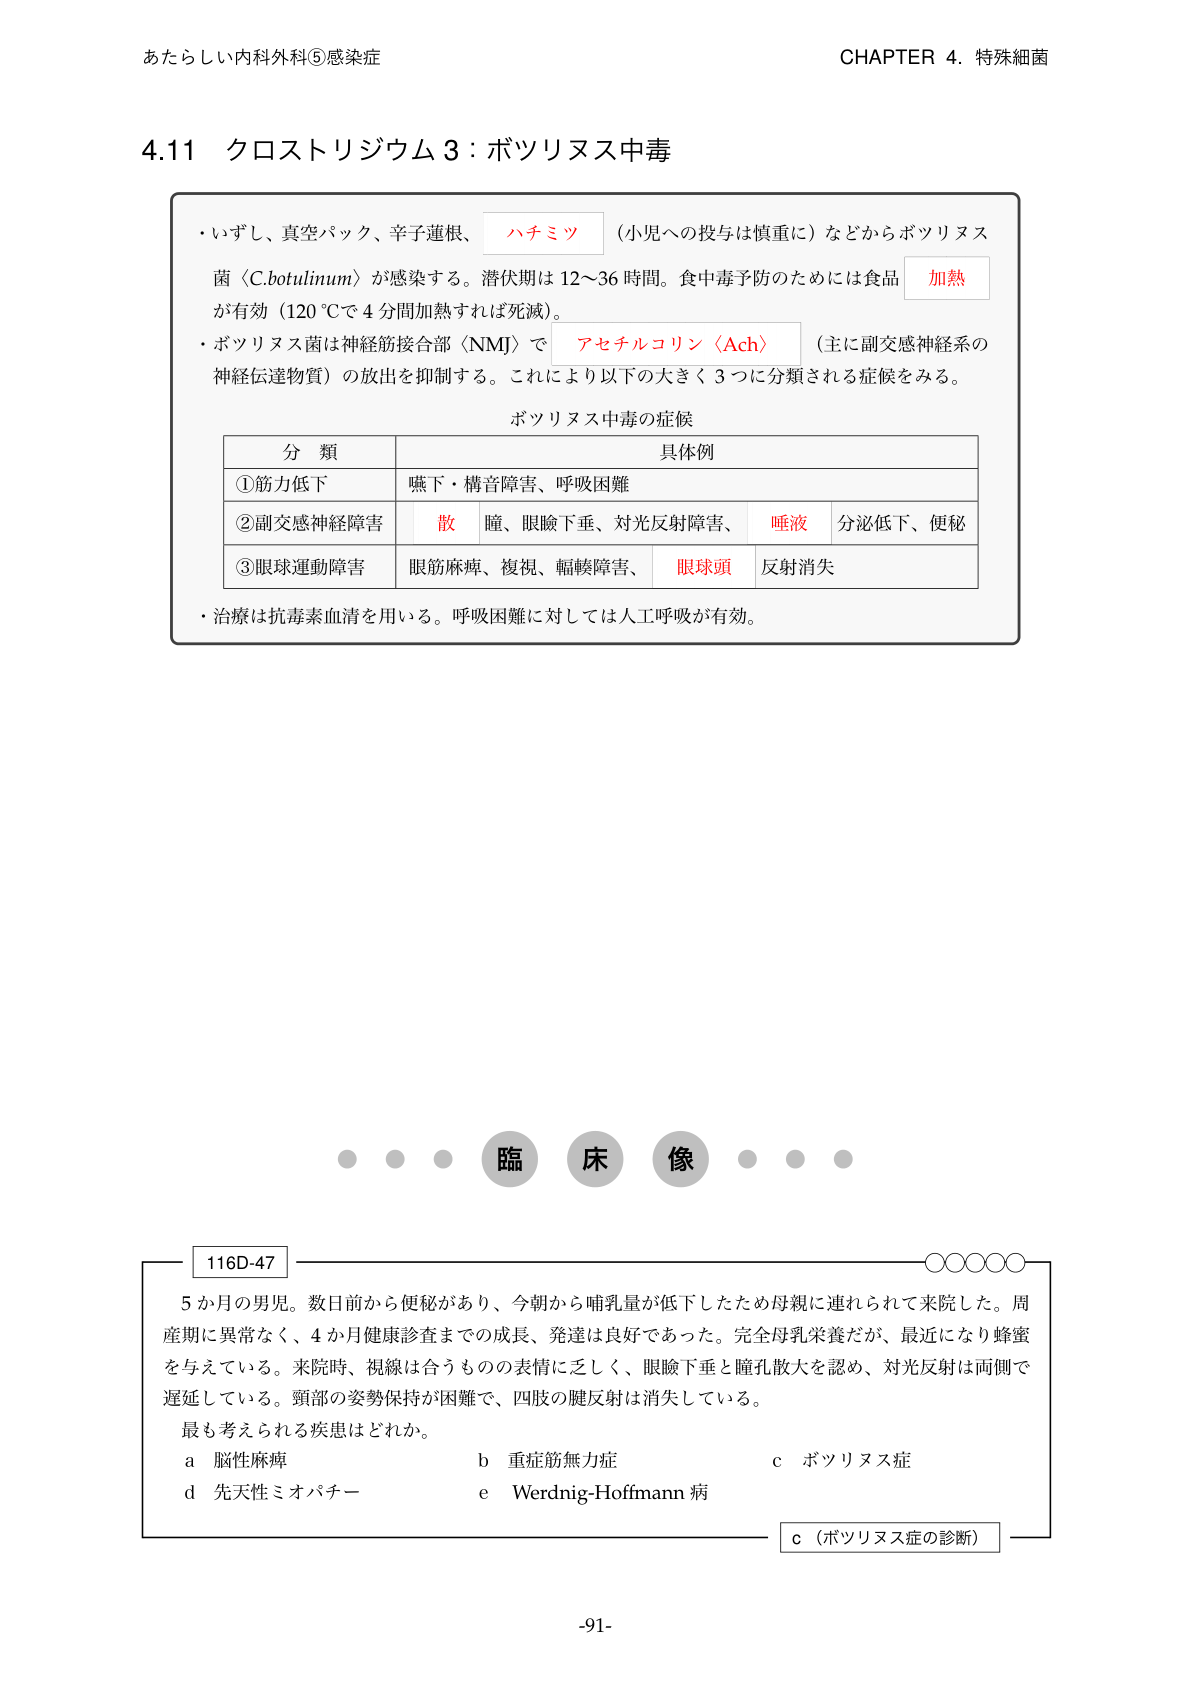 あたらしい内科外科⑤感染症 CHAPTER 4. 特殊細菌
4.11 クロストリジウム 3：ボツリヌス中毒
・いずし、真空パック、辛子蓮根、 ハチミツ （小児への投与は慎重に）などからボツリヌス
菌〈C.botulinum〉が感染する。潜伏期は 12〜36 時間。食中毒予防のためには食品 加熱
が有効（120 ℃で 4 分間加熱すれば死滅）。
・ボツリヌス菌は神経筋接合部〈NMJ〉で アセチルコリン〈Ach〉 （主に副交感神経系の
神経伝達物質）の放出を抑制する。これにより以下の大きく 3 つに分類される症候をみる。
ボツリヌス中毒の症候
分 類 具体例
①筋力低下 嚥下・構音障害、呼吸困難
②副交感神経障害 散 瞳、眼瞼下垂、対光反射障害、 唾液 分泌低下、便秘
③眼球運動障害 眼筋麻痺、複視、輻輳障害、 眼球頭 反射消失
・治療は抗毒素血清を用いる。呼吸困難に対しては人工呼吸が有効。
臨 床 像
116D-47
5 か月の男児。数日前から便秘があり、今朝から哺乳量が低下したため母親に連れられて来院した。周
産期に異常なく、4 か月健康診査までの成長、発達は良好であった。完全母乳栄養だが、最近になり蜂蜜
を与えている。来院時、視線は合うものの表情に乏しく、眼瞼下垂と瞳孔散大を認め、対光反射は両側で
遅延している。頸部の姿勢保持が困難で、四肢の腱反射は消失している。
最も考えられる疾患はどれか。
a 脳性麻痺 b 重症筋無力症 c ボツリヌス症
d 先天性ミオパチー e Werdnig-Hoffmann 病
c （ボツリヌス症の診断）
-91-